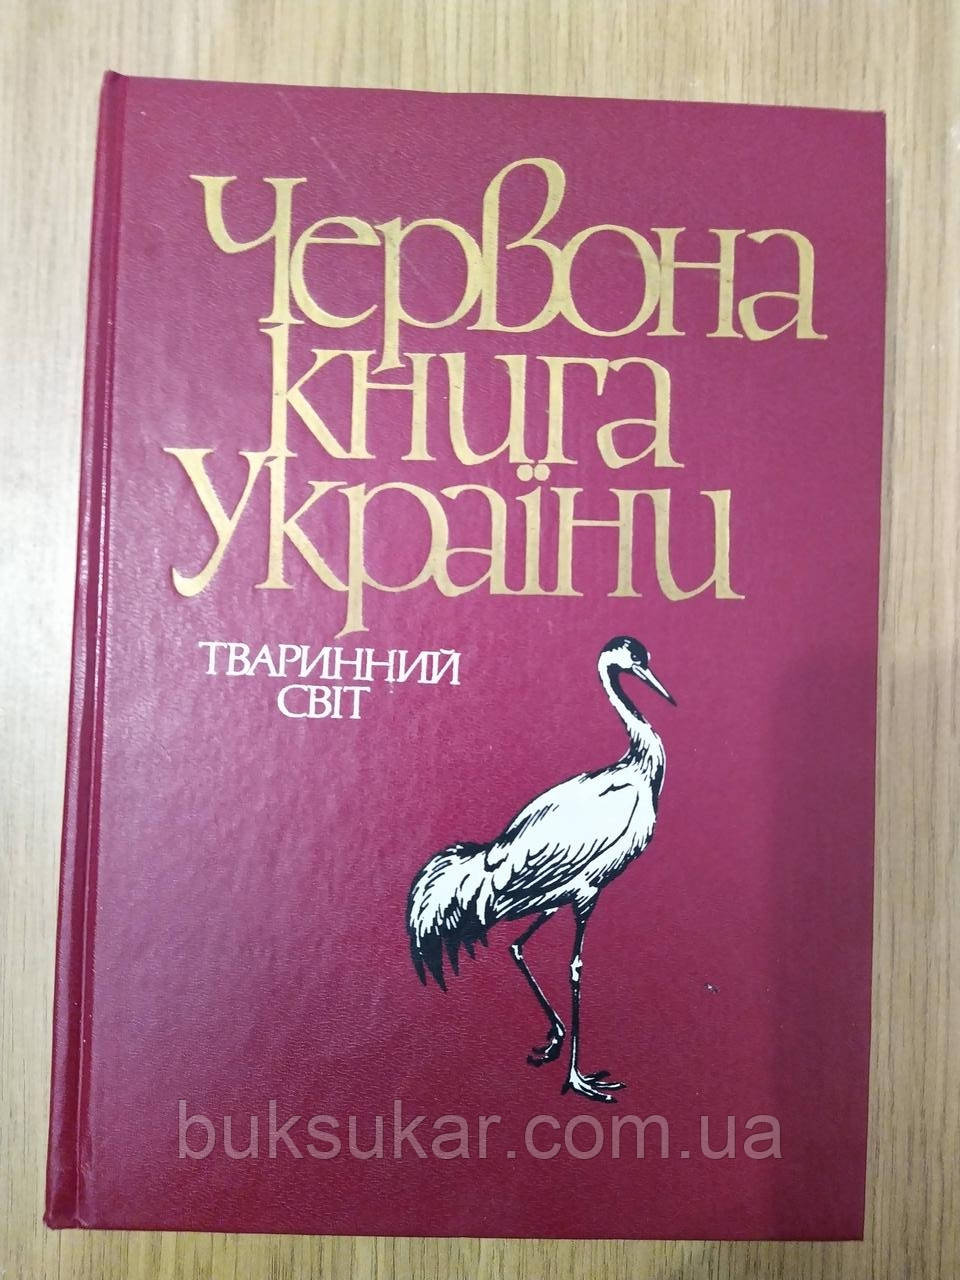 Червона
книга
України
ТВАРИННИЙ
СВІТ
buksukar.com.ua